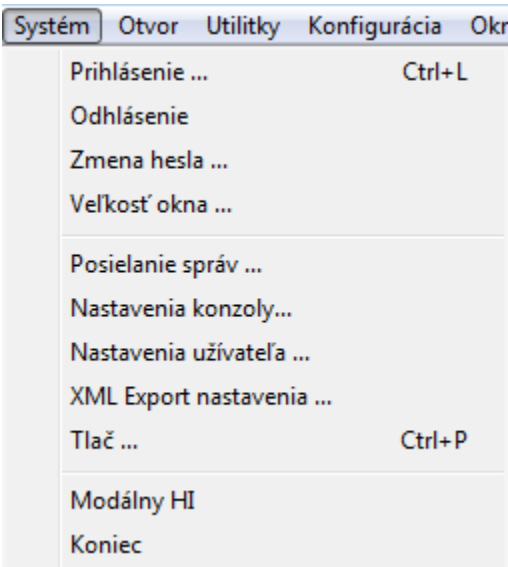 Systém Otvor Utilitky Konfigurácia Okr
Prihlásenie ... Ctrl+L
Odhlásenie
Zmena hesla ...
Veľkosť okna ...
Posielanie správ ...
Nastavenia konzoly...
Nastavenia užívateľa ...
XML Export nastavenia ...
Tlač ... Ctrl+P
Modálny HI
Koniec